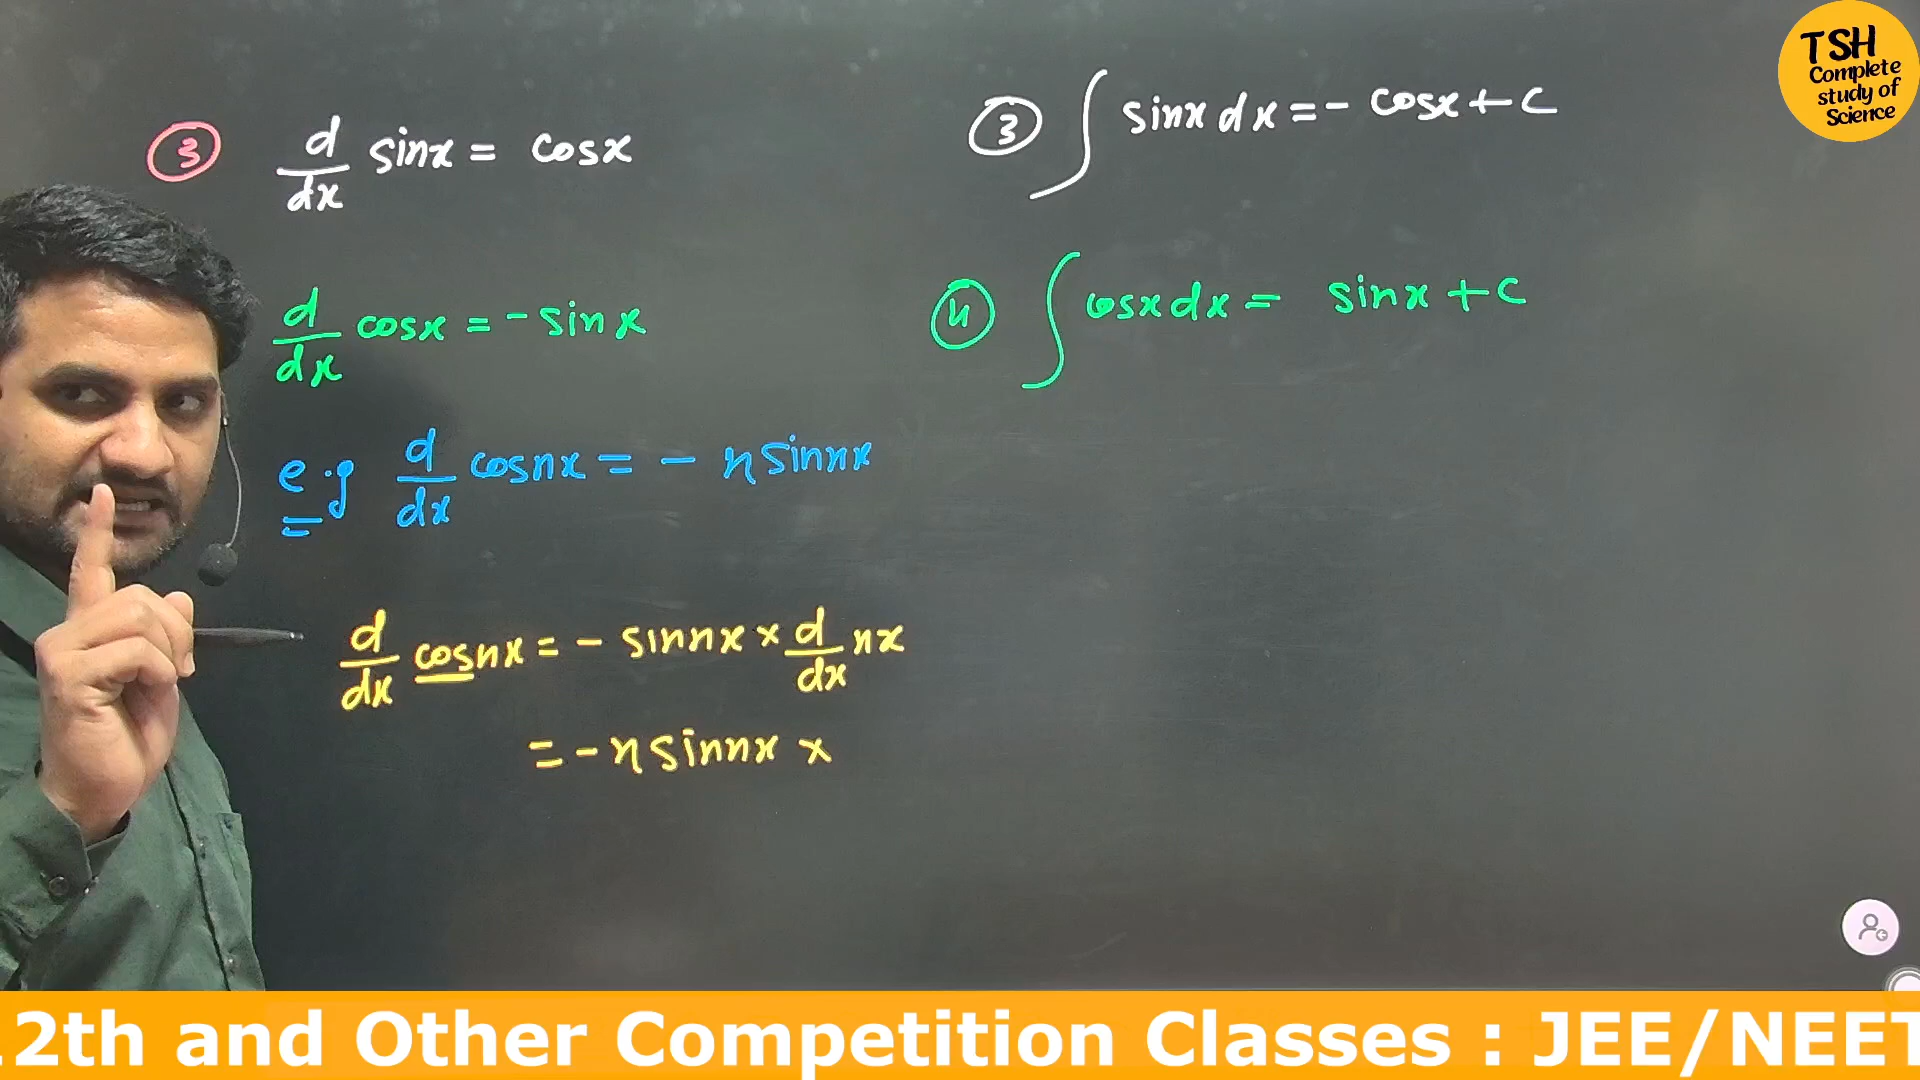 TSH
Complete
study of
Science
③ d/dx sinx = cosx
d/dx cosx = - sinx
e.g d/dx cosnx = - n sinnx
d/dx cosnx = - sinnx × d/dx nx
= - n sinnx ×
③ ∫ sinx dx = - cosx + c
④ ∫ cosx dx = sinx + c
2th and Other Competition Classes : JEE/NEET